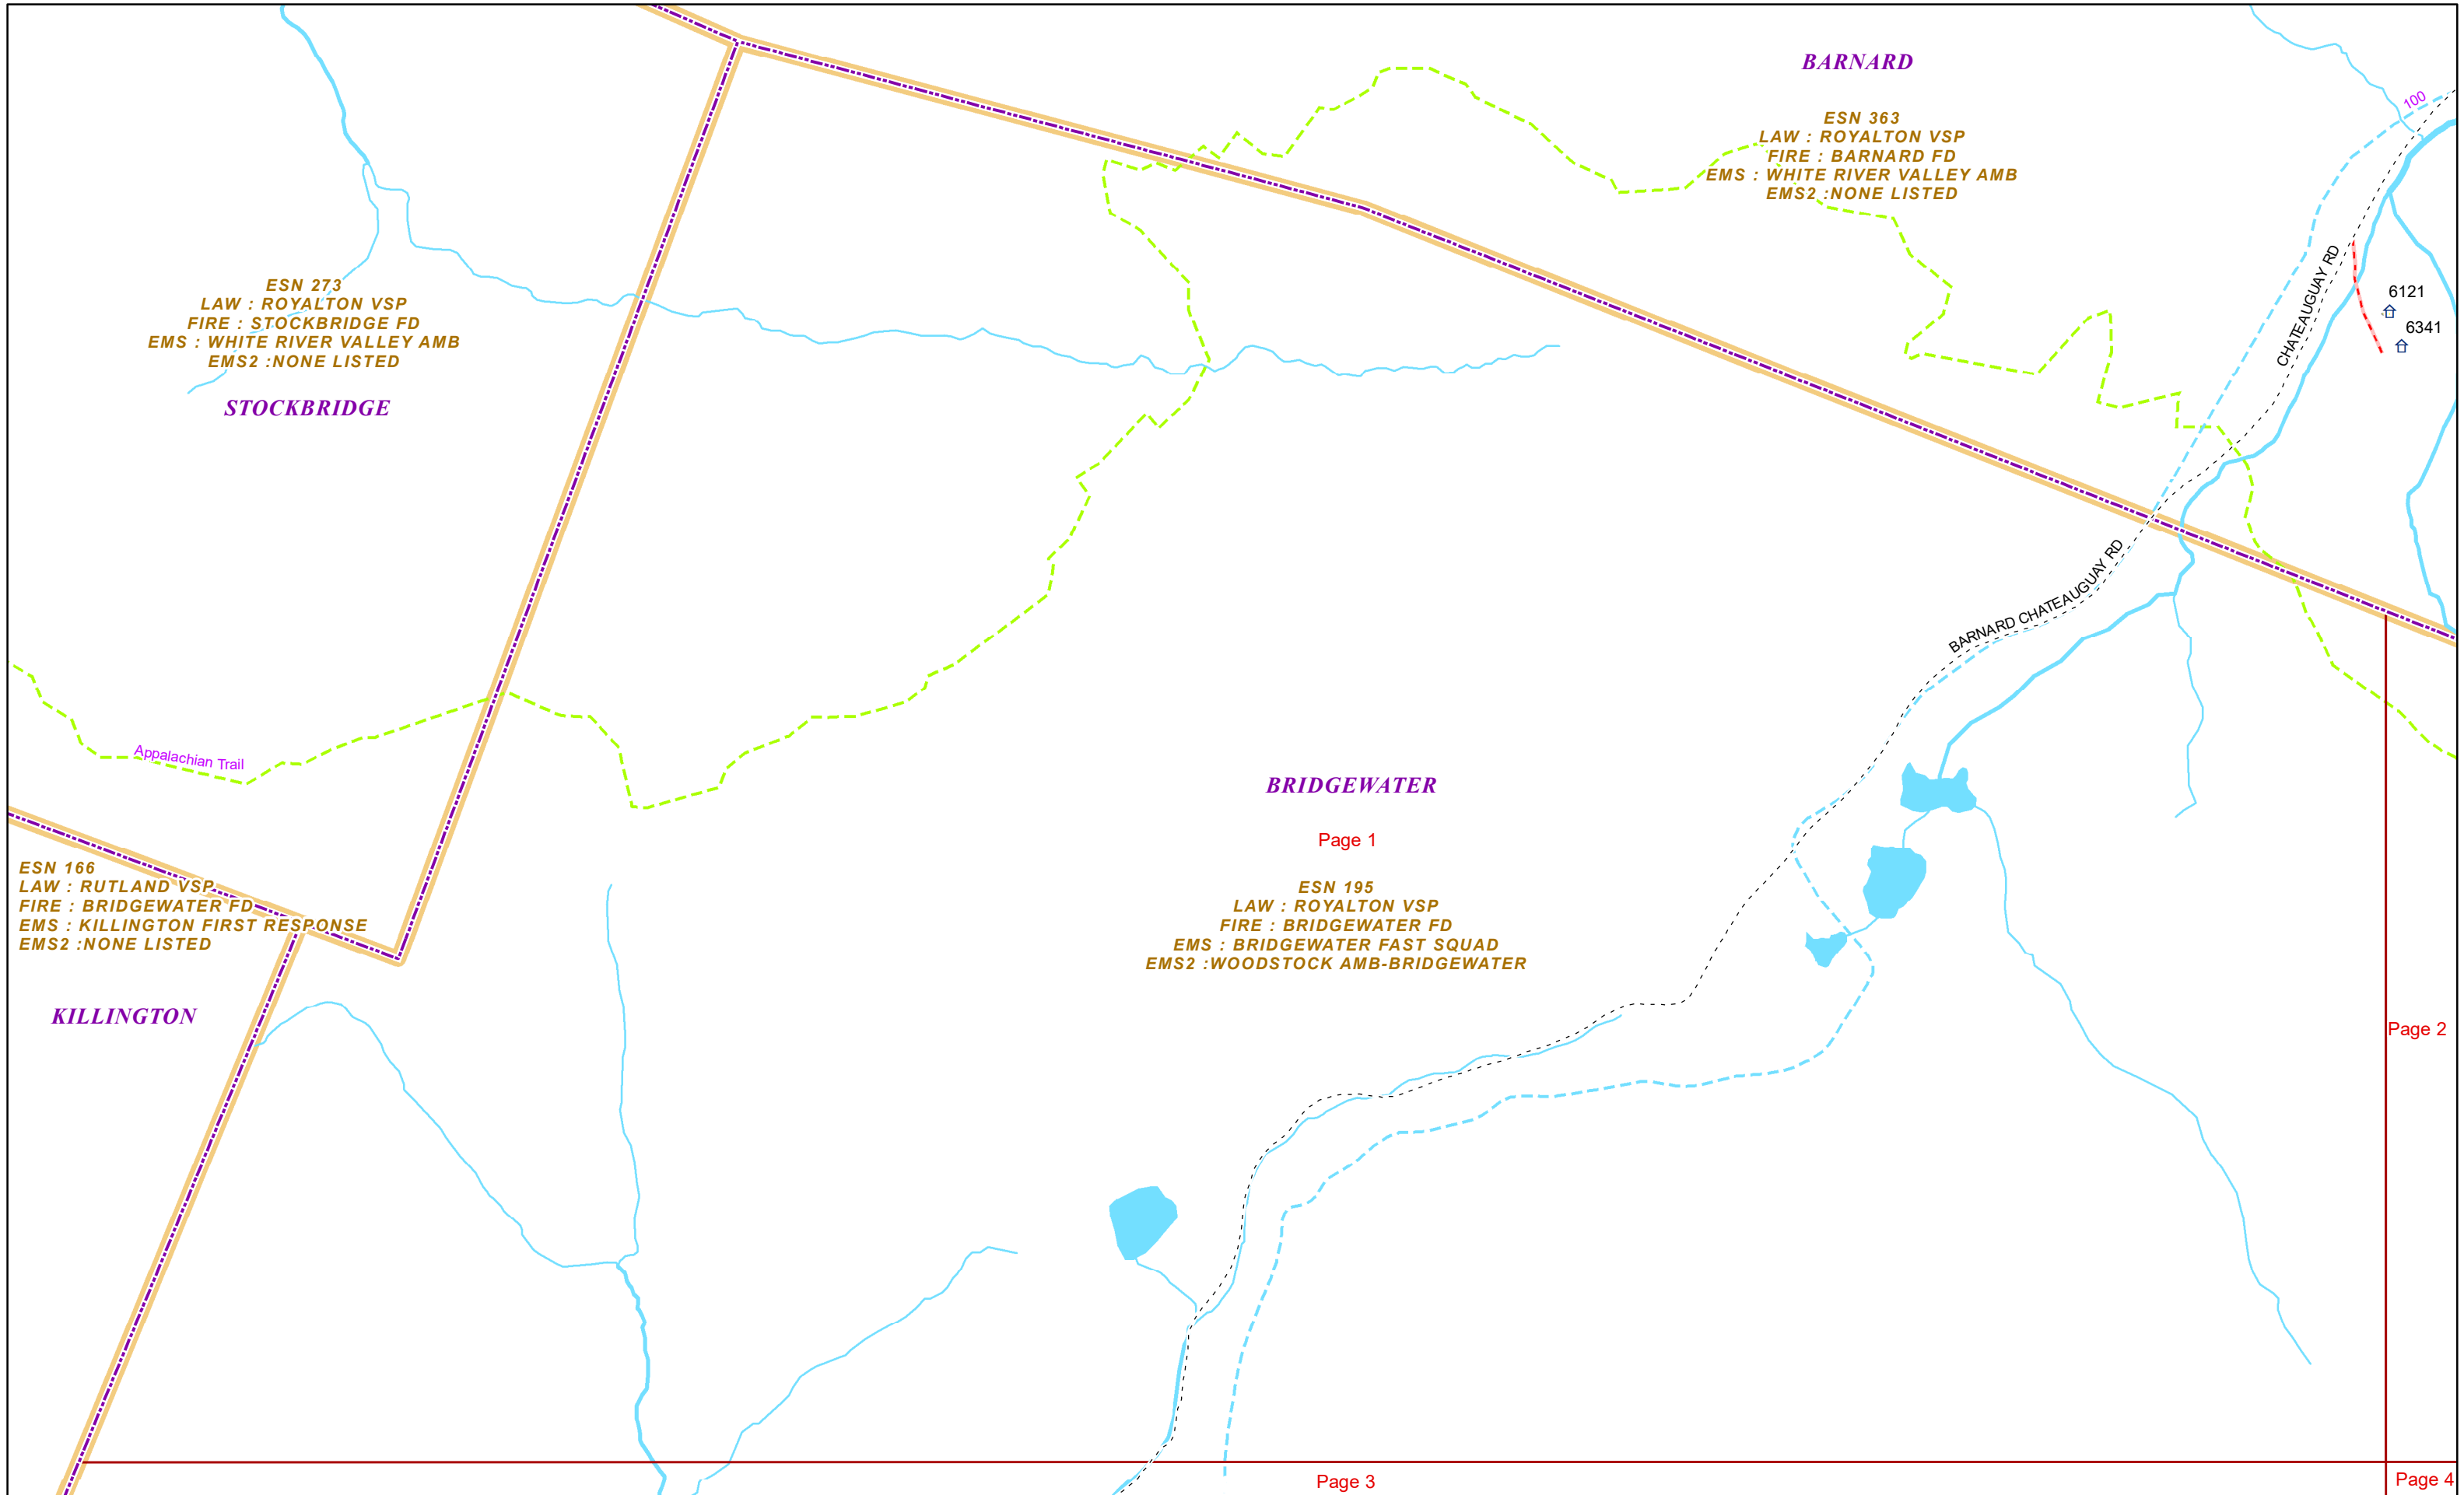 BARNARD
ESN 363
LAW : ROYALTON VSP
FIRE : BARNARD FD
EMS : WHITE RIVER VALLEY AMB
EMS2 :NONE LISTED
100
CHATEAUGUAY RD
6121
6341
ESN 273
LAW : ROYALTON VSP
FIRE : STOCKBRIDGE FD
EMS : WHITE RIVER VALLEY AMB
EMS2 :NONE LISTED
STOCKBRIDGE
BARNARD CHATEAUGUAY RD
Appalachian Trail
BRIDGEWATER
Page 1
ESN 195
LAW : ROYALTON VSP
FIRE : BRIDGEWATER FD
EMS : BRIDGEWATER FAST SQUAD
EMS2 :WOODSTOCK AMB-BRIDGEWATER
ESN 166
LAW : RUTLAND VSP
FIRE : BRIDGEWATER FD
EMS : KILLINGTON FIRST RESPONSE
EMS2 :NONE LISTED
KILLINGTON
Page 2
Page 3
Page 4